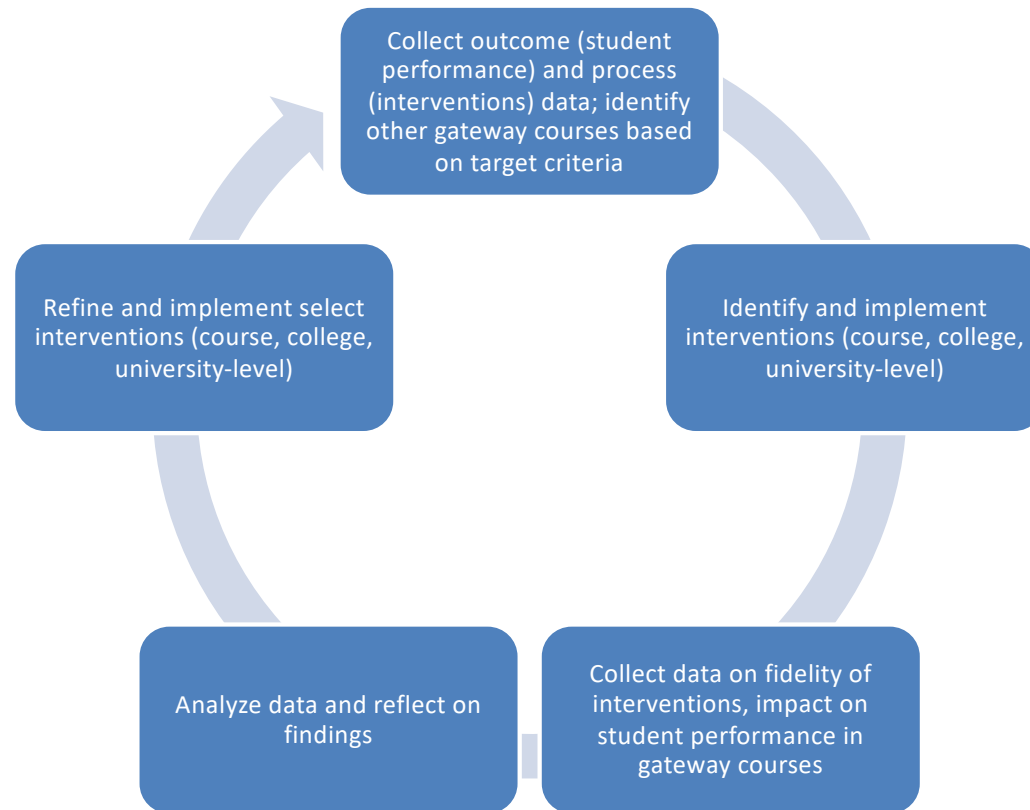 Collect outcome (student
performance) and process
(interventions) data; identify
other gateway courses based
on target criteria
Identify and implement
interventions (course, college,
university-level)
Collect data on fidelity of
interventions, impact on
student performance in
gateway courses
Analyze data and reflect on
findings
Refine and implement select
interventions (course, college,
university-level)